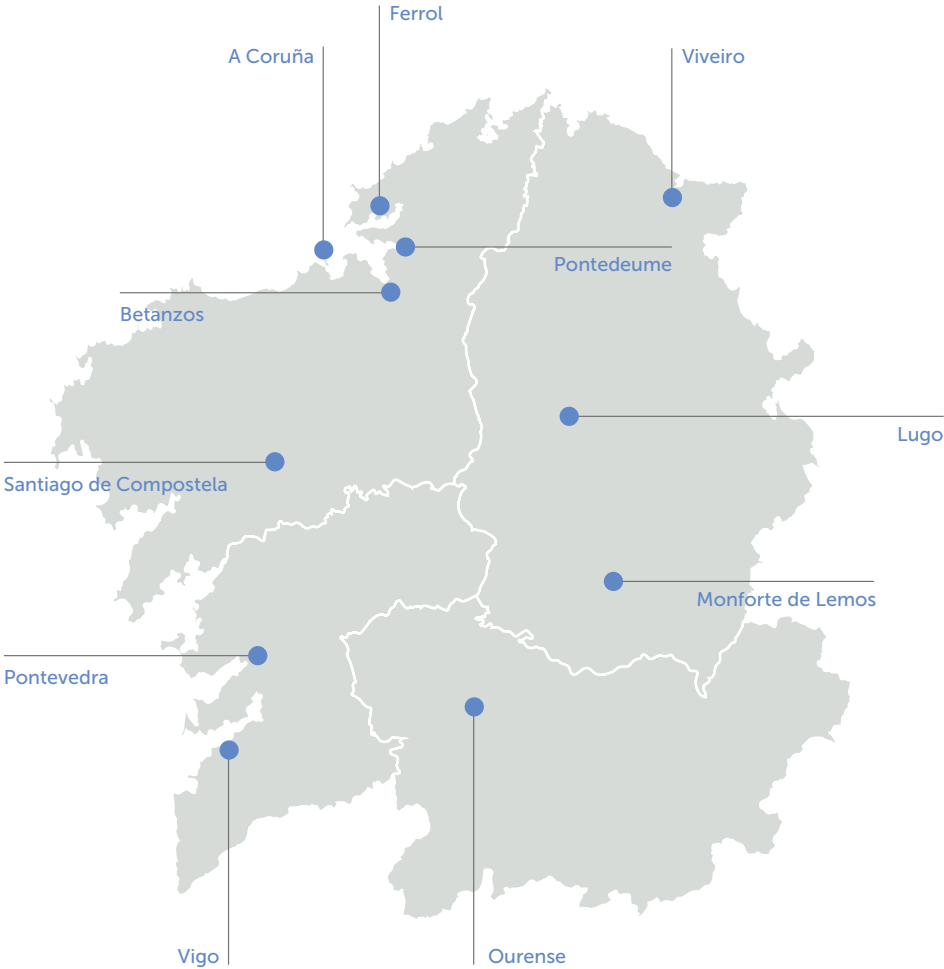 Ferrol
A Coruña
Viveiro
Pontedeume
Betanzos
Lugo
Santiago de Compostela
Monforte de Lemos
Pontevedra
Vigo
Ourense